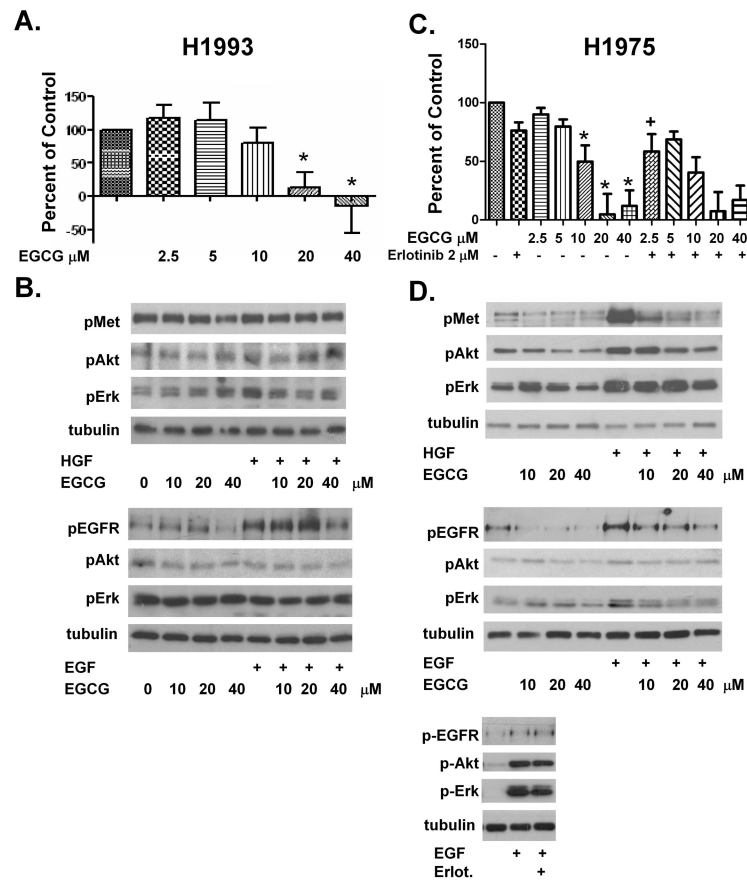 A.
H1993
Percent of Control
150
100
50
0
-50
*
*
EGCG μM 2.5 5 10 20 40
B.
pMet
pAkt
pErk
tubulin
HGF + + + +
EGCG 0 10 20 40 10 20 40 μM
pEGFR
pAkt
pErk
tubulin
EGF + + + +
EGCG 0 10 20 40 10 20 40 μM
C.
H1975
Percent of Control
150
100
50
0
*
*
*
+
EGCG μM 2.5 5 10 20 40 2.5 5 10 20 40
Erlotinib 2 μM - + - - - - - + + + + +
D.
pMet
pAkt
pErk
tubulin
HGF + + + +
EGCG 10 20 40 10 20 40 μM
pEGFR
pAkt
pErk
tubulin
EGF + + + +
EGCG 10 20 40 10 20 40 μM
p-EGFR
p-Akt
p-Erk
tubulin
EGF + +
Erlot. +